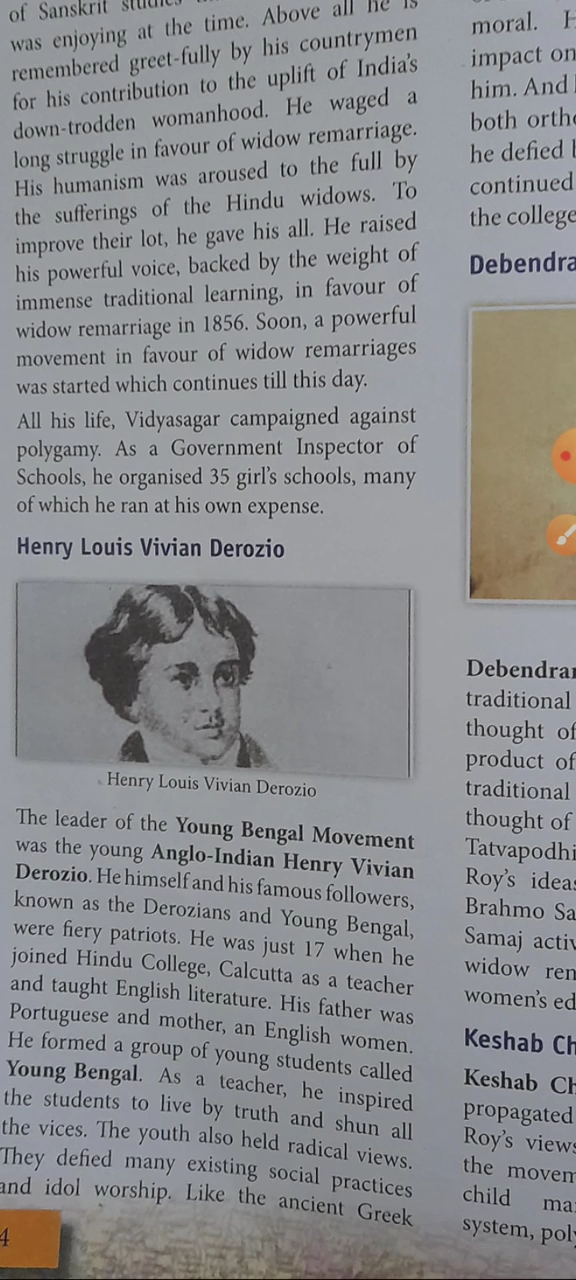 of Sanskrit
was enjoying at the time. Above all he is
remembered greet-fully by his countrymen
for his contribution to the uplift of India's
down-trodden womanhood. He waged a
long struggle in favour of widow remarriage.
His humanism was aroused to the full by
the sufferings of the Hindu widows. To
improve their lot, he gave his all. He raised
his powerful voice, backed by the weight of
immense traditional learning, in favour of
widow remarriage in 1856. Soon, a powerful
movement in favour of widow remarriages
was started which continues till this day.
All his life, Vidyasagar campaigned against
polygamy. As a Government Inspector of
Schools, he organised 35 girl's schools, many
of which he ran at his own expense.
Henry Louis Vivian Derozio
Henry Louis Vivian Derozio
The leader of the Young Bengal Movement
was the young Anglo-Indian Henry Vivian
Derozio. He himself and his famous followers,
known as the Derozians and Young Bengal,
were fiery patriots. He was just 17 when he
joined Hindu College, Calcutta as a teacher
and taught English literature. His father was
Portuguese and mother, an English women.
He formed a group of young students called
Young Bengal. As a teacher, he inspired
the students to live by truth and shun all
the vices. The youth also held radical views.
They defied many existing social practices
and idol worship. Like the ancient Greek
4
moral.
impact on
him. And
both
he defied
continued
the college
Debendra
traditional
thought of
product of
traditional
thought of
Roy's ideas
Brahmo
Samaj
widow
women's
Keshab
Keshab
propagated
Roy's views
the
child
system,